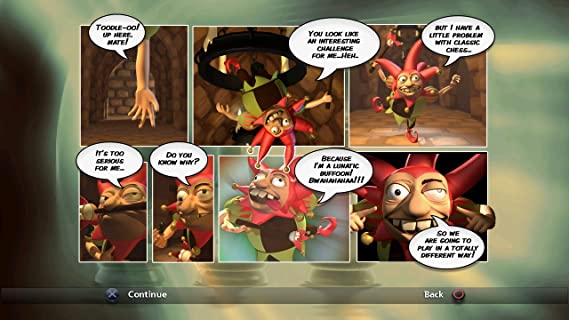 Toodle-oo!
Up here,
mate!
You look like
an interesting
challenge
for me...Heh..
but I have a
little problem
with classic
chess..
It's too
serious
for me...
Do you
know why?
Because
I'm a lunatic
buffoon!
Bwahahahaa!!!
So we
are going to
play in a totally
different way!
Continue
Back